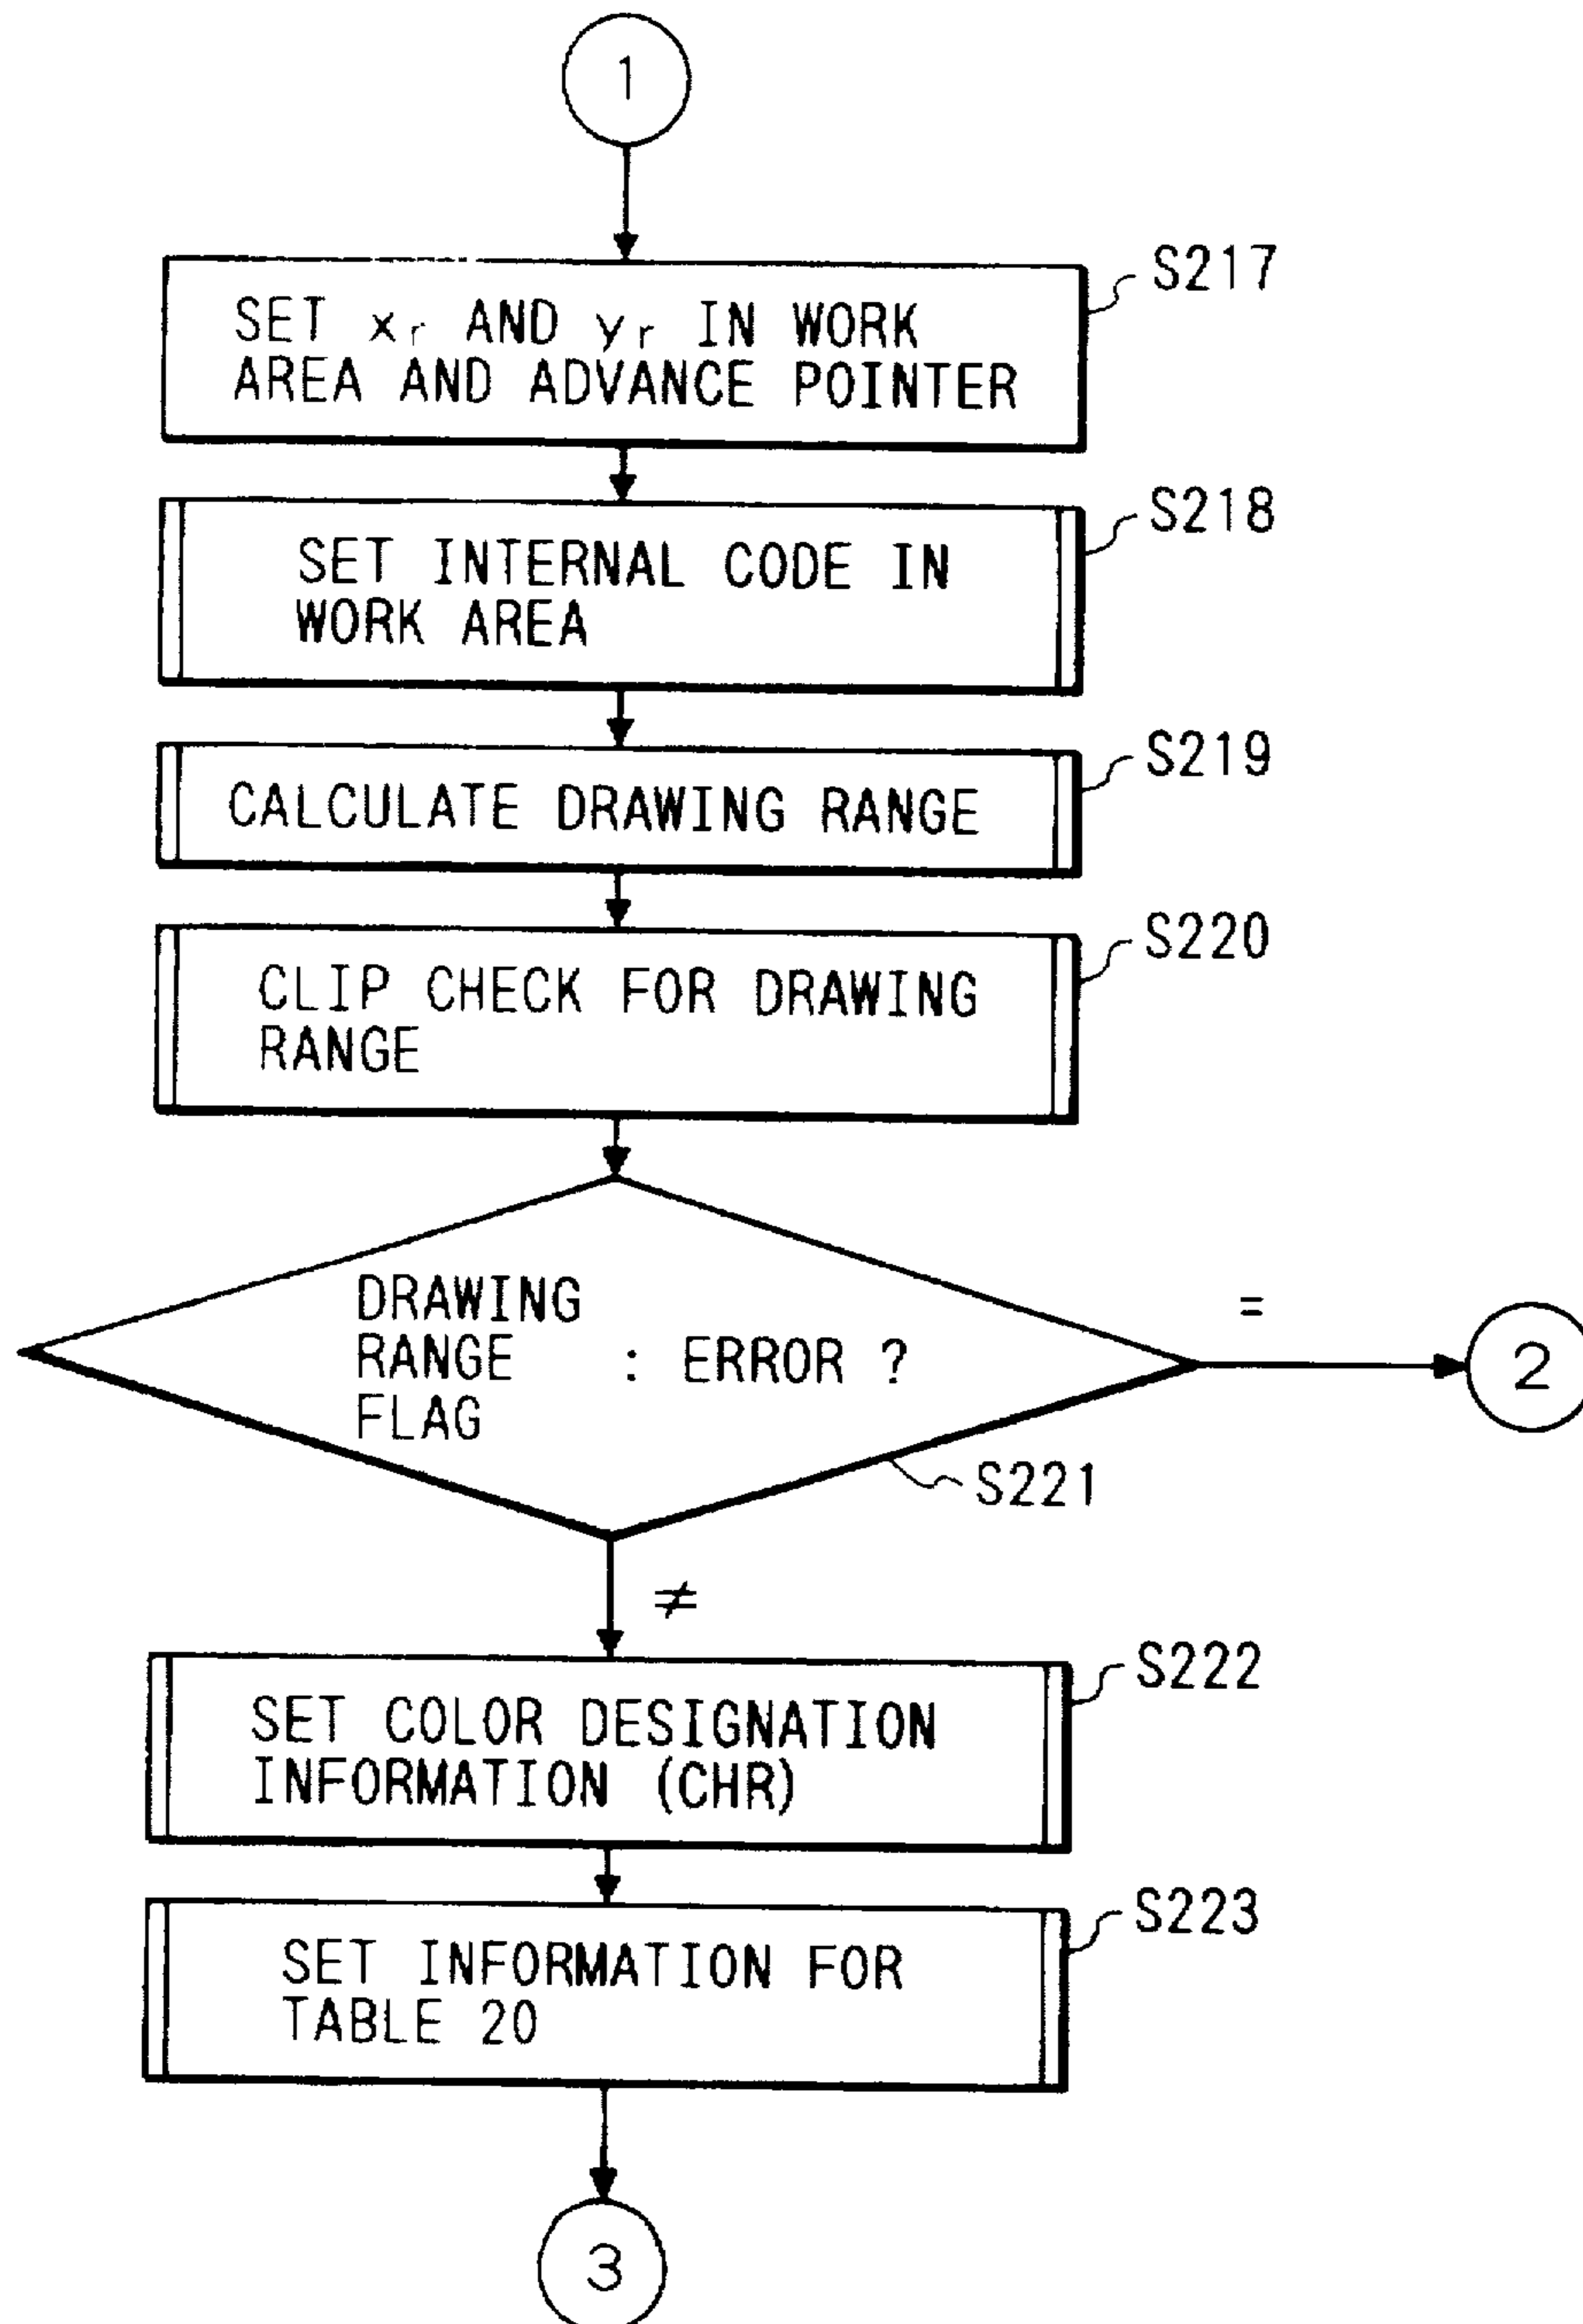 1
S217
SET xr AND yr IN WORK
AREA AND ADVANCE POINTER
S218
SET INTERNAL CODE IN
WORK AREA
S219
CALCULATE DRAWING RANGE
S220
CLIP CHECK FOR DRAWING
RANGE
DRAWING
RANGE : ERROR ?
FLAG
=
2
S221
≠
S222
SET COLOR DESIGNATION
INFORMATION (CHR)
S223
SET INFORMATION FOR
TABLE 20
3